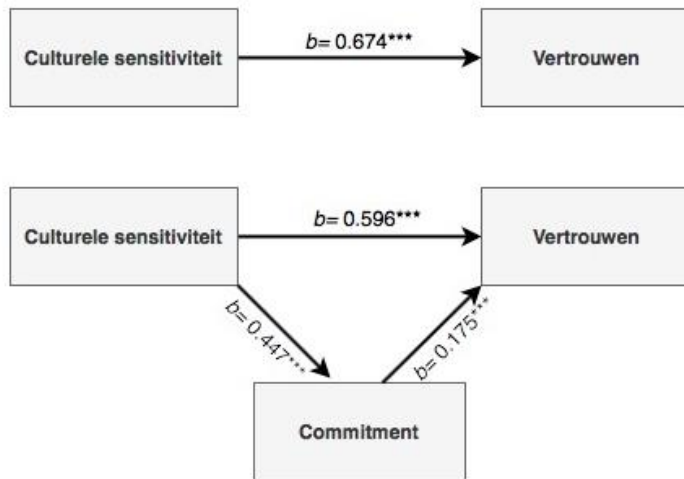 b= 0.674***
Culturele sensitiviteit
Vertrouwen
b= 0.596***
Culturele sensitiviteit
Vertrouwen
b= 0.447***
b= 0.175***
Commitment